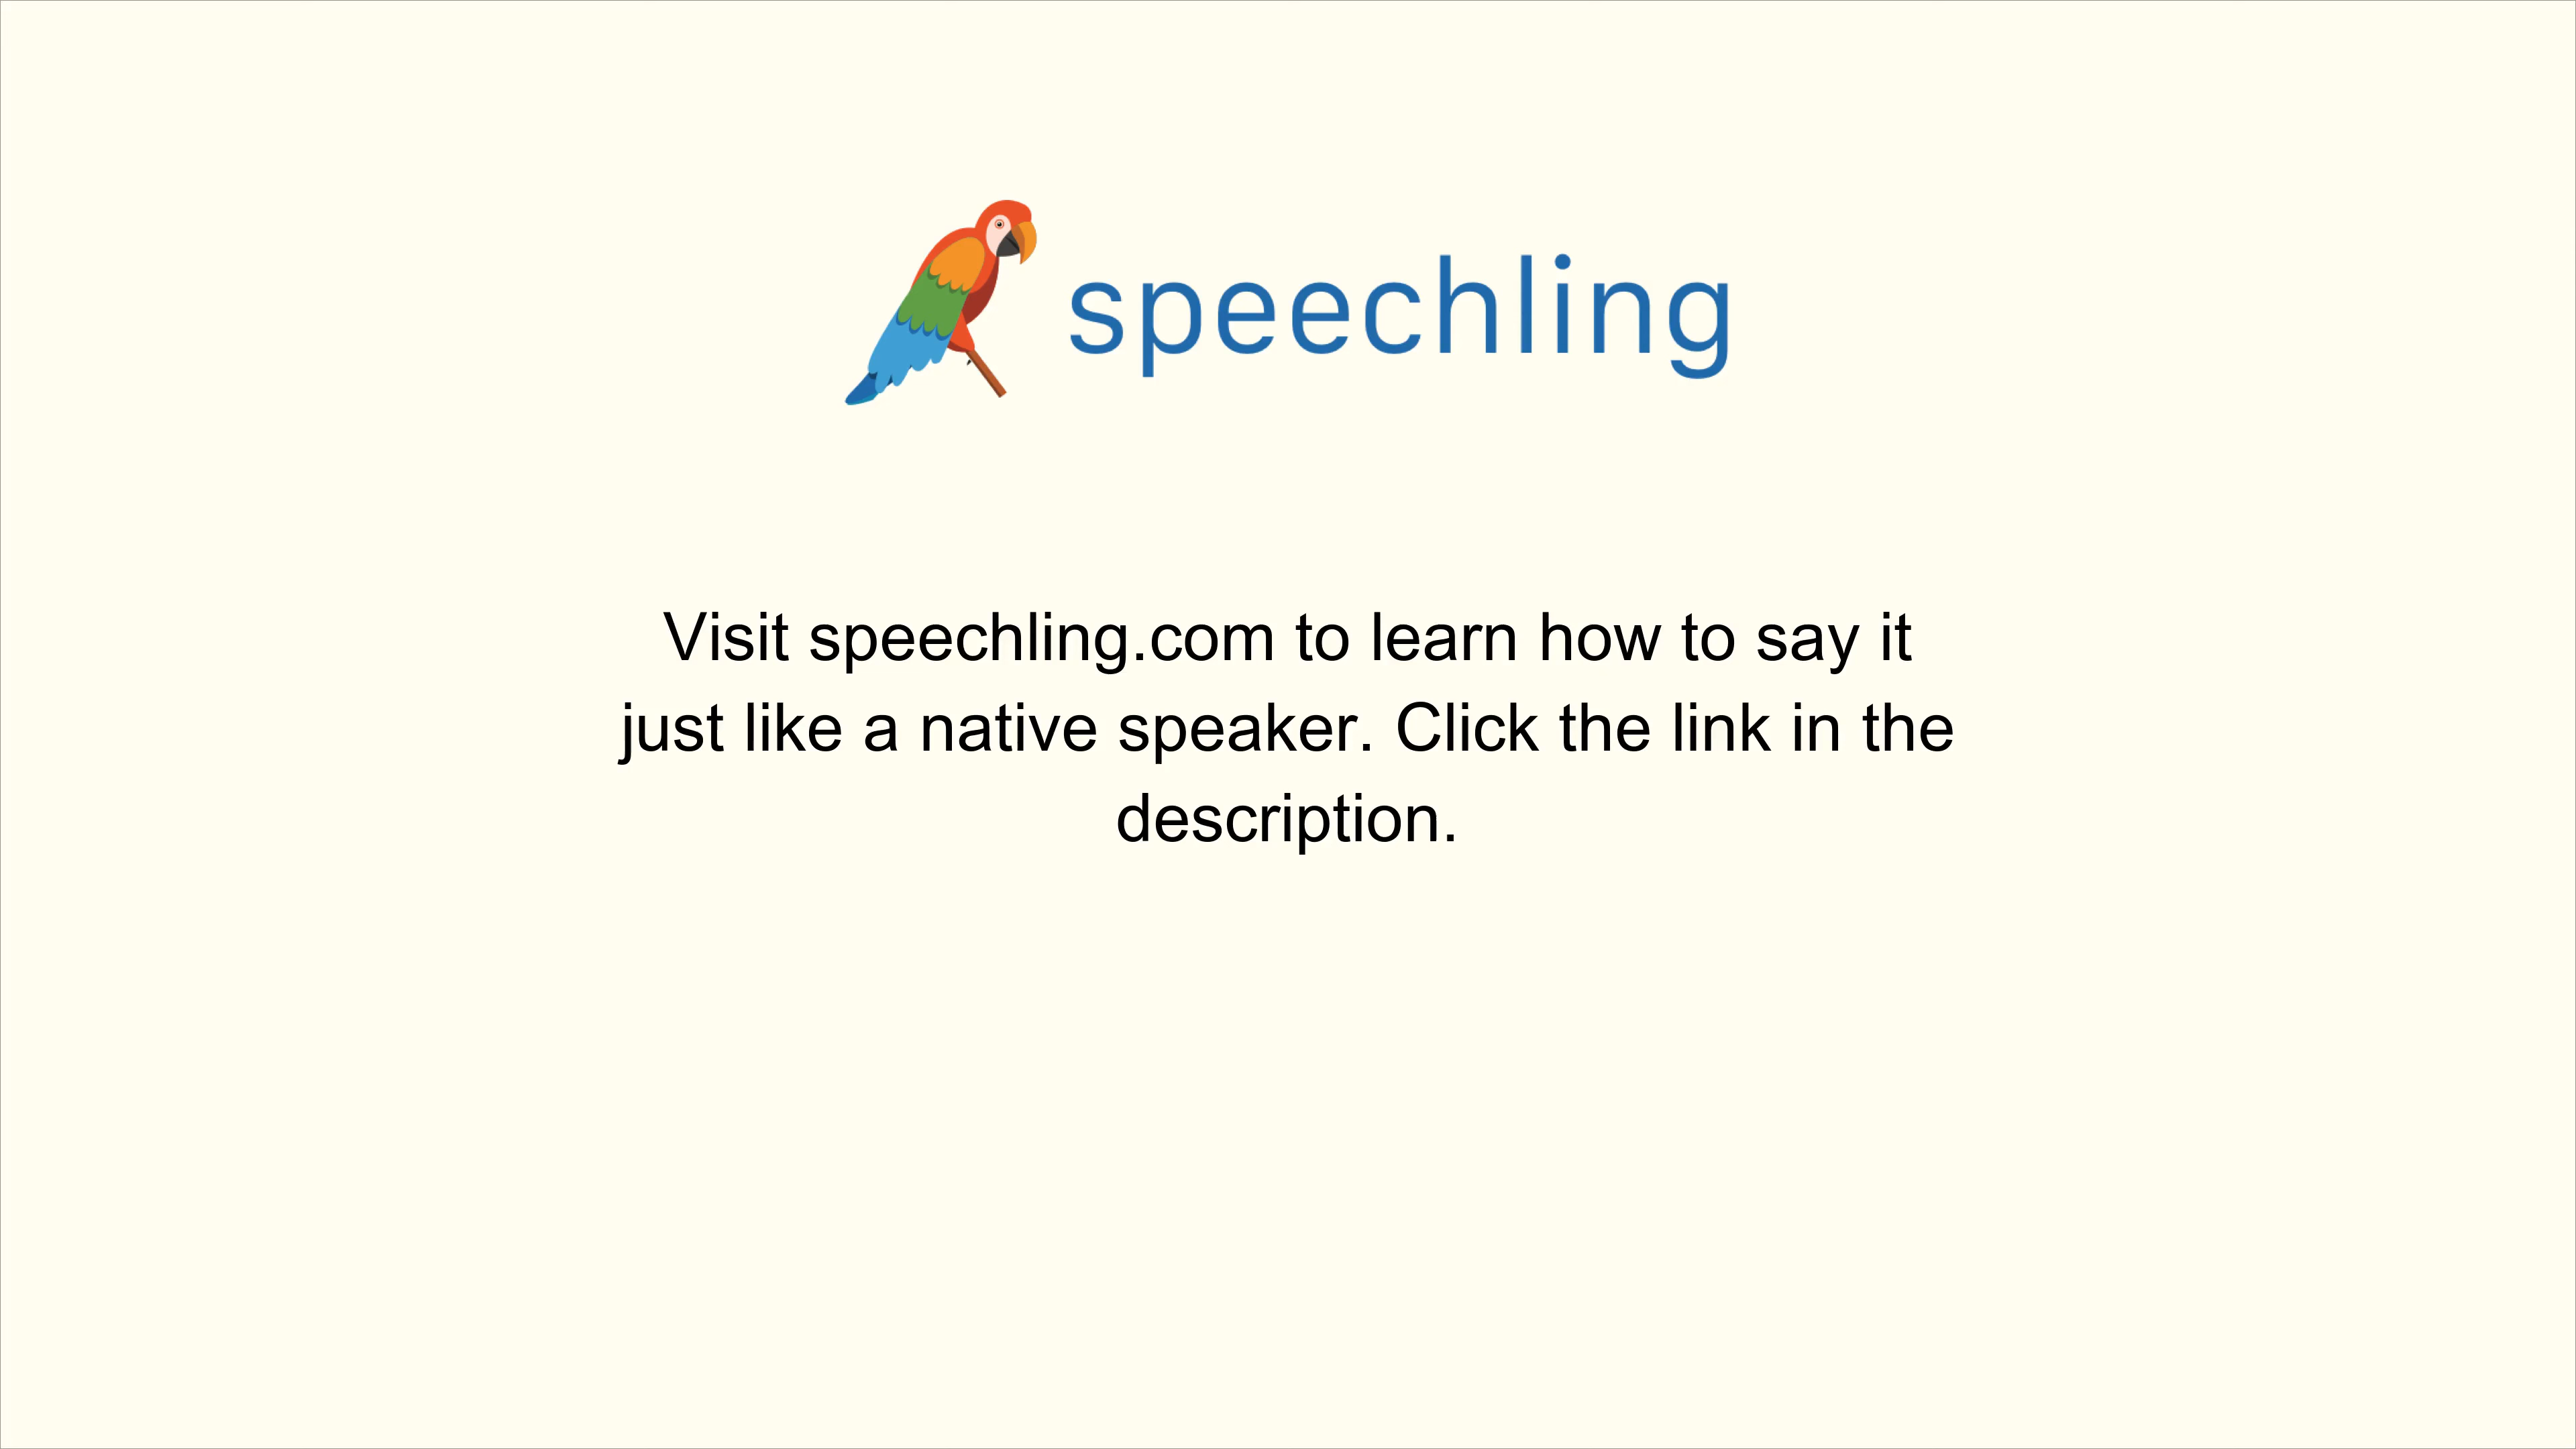 speechling
Visit speechling.com to learn how to say it
just like a native speaker. Click the link in the
description.